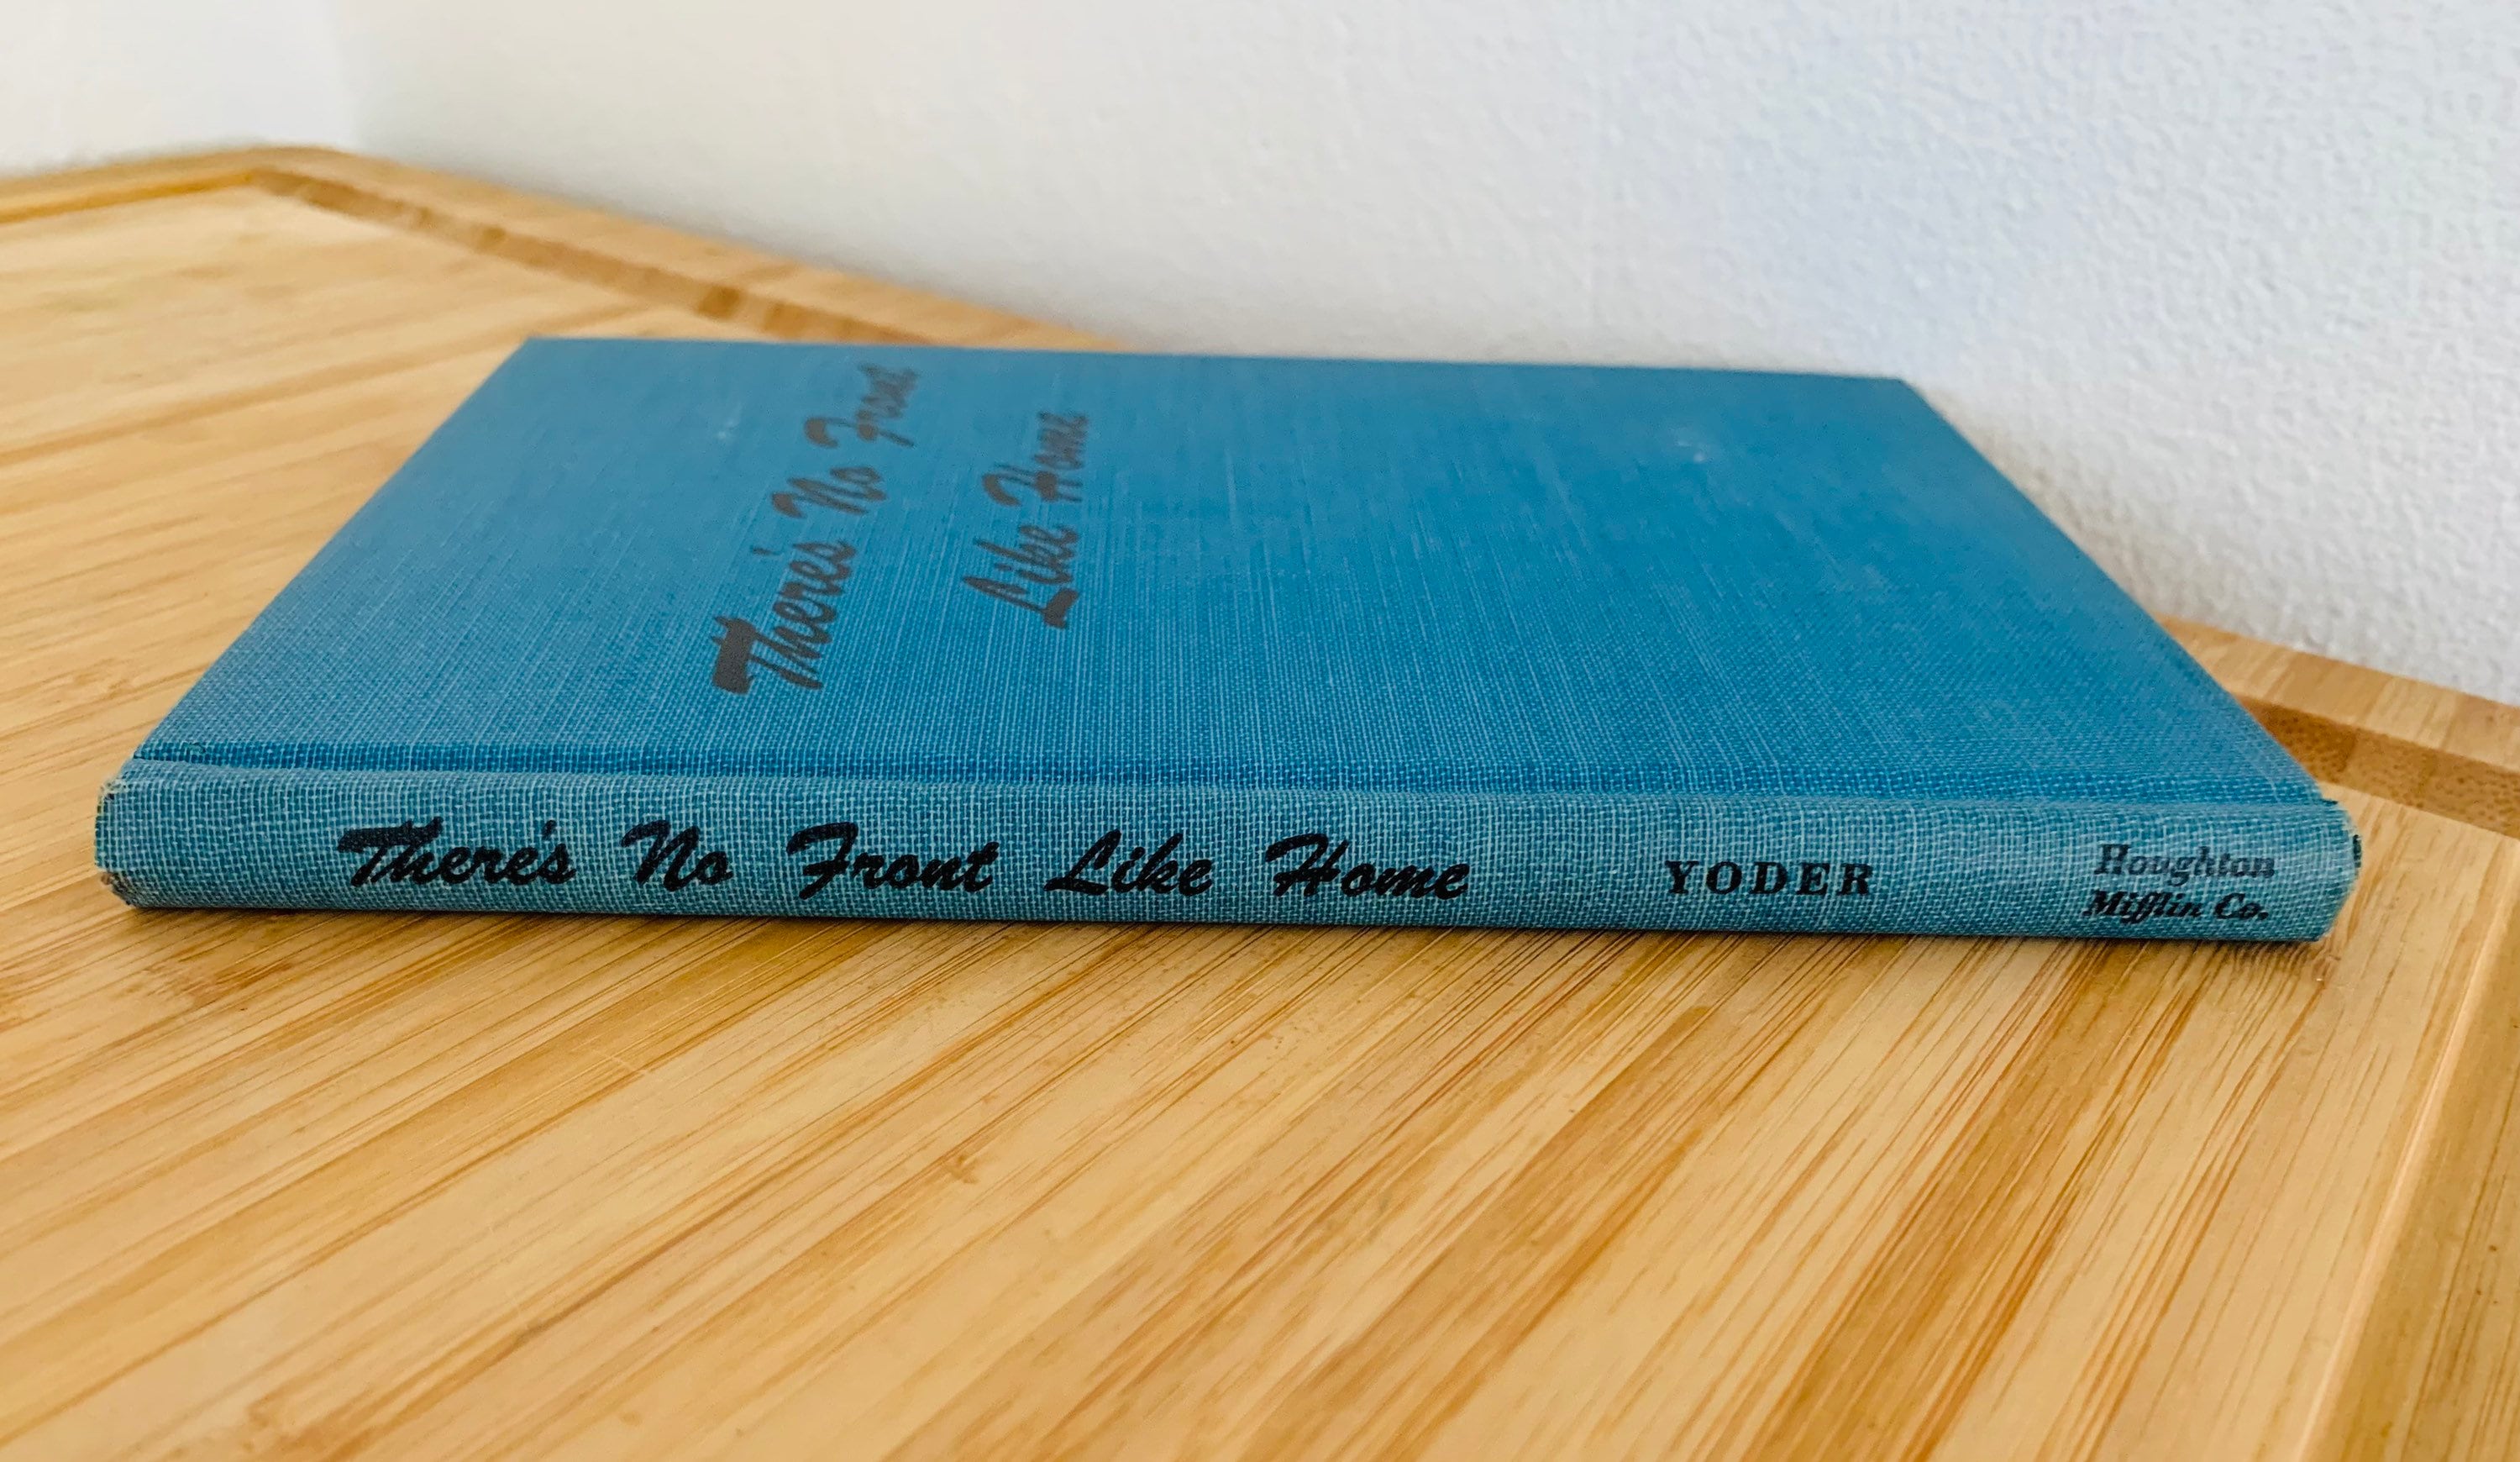 There's No Front
Like Home
There's No Front Like Home
YODER
Houghton
Mifflin Co.